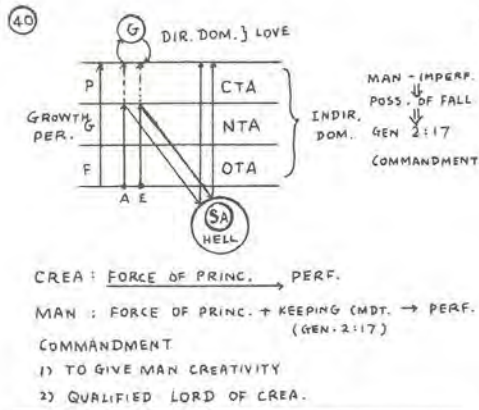 40
G DIR. DOM. } LOVE
P CTA
GROWTH PER. G NTA
F OTA
A E
INDIR. DOM.
MAN - IMPERF.
POSS. OF FALL
GEN 2:17
COMMANDMENT
SA
HELL
CREA : FORCE OF PRINC. → PERF.
MAN : FORCE OF PRINC. + KEEPING CMDT. → PERF.
(GEN. 2:17)
COMMANDMENT
1) TO GIVE MAN CREATIVITY
2) QUALIFIED LORD OF CREA.